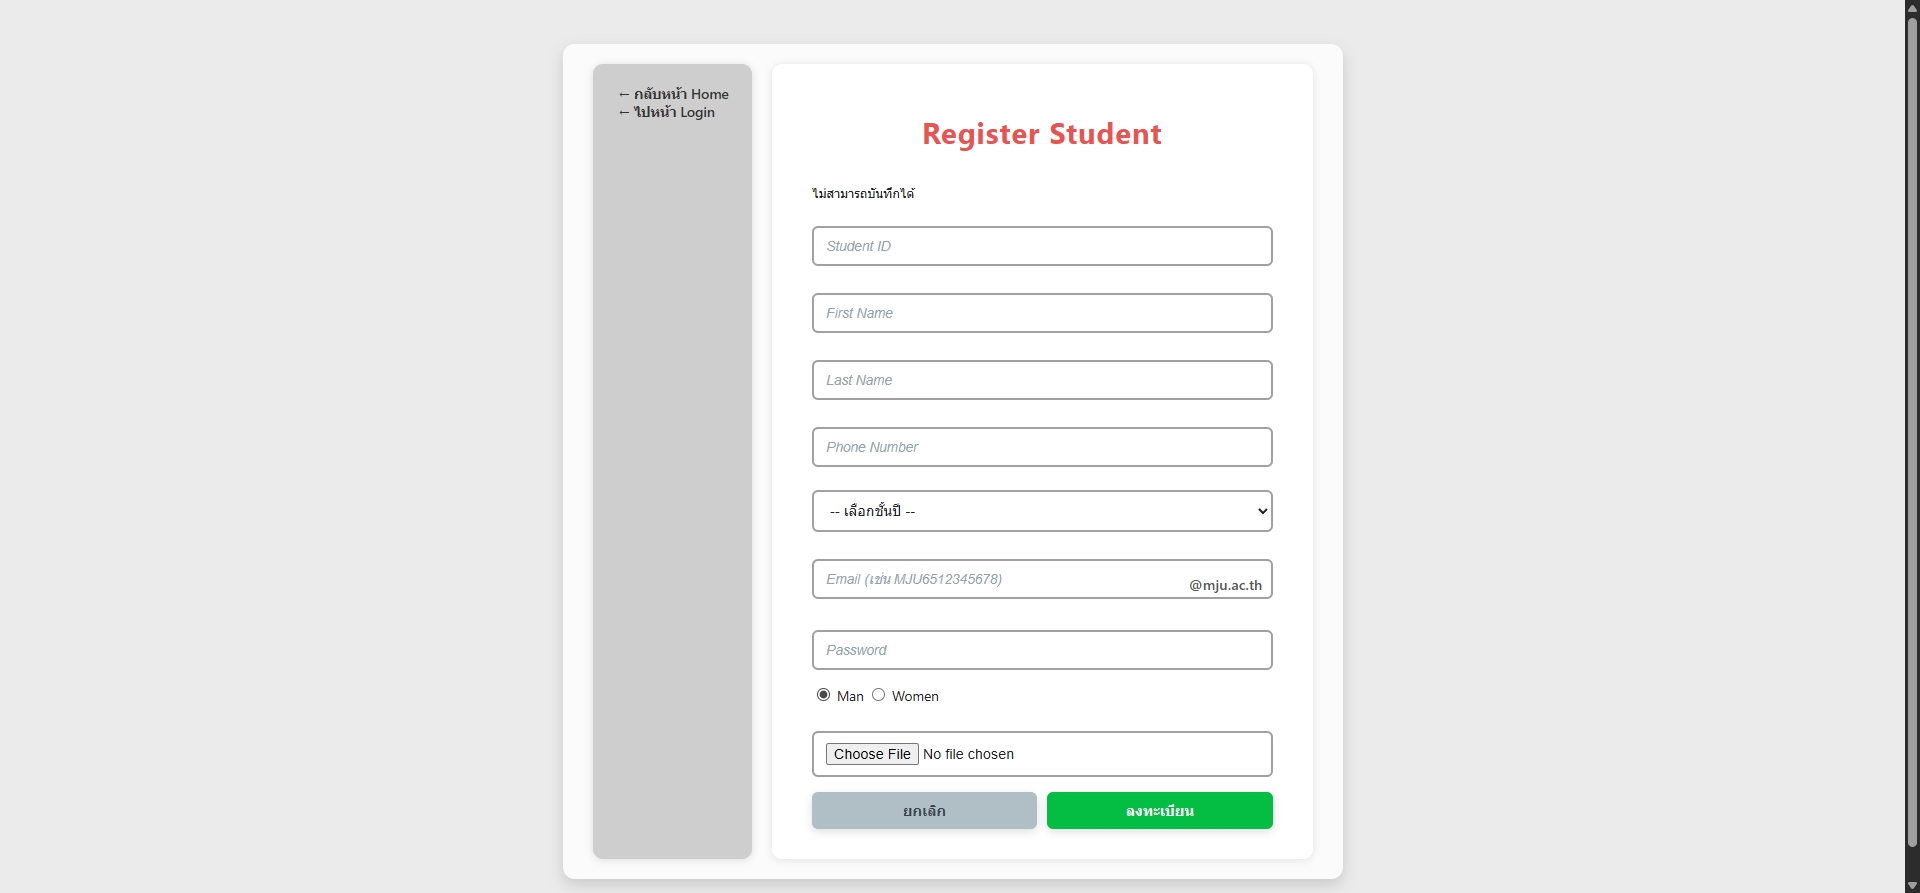 ← กลับหน้า Home
← ไปหน้า Login
Register Student
ไม่สามารถบันทึกได้
Student ID
First Name
Last Name
Phone Number
-- เลือกชั้นปี --
Email (เช่น MJU6512345678)
@mju.ac.th
Password
Man Women
Choose File No file chosen
ยกเลิก ลงทะเบียน